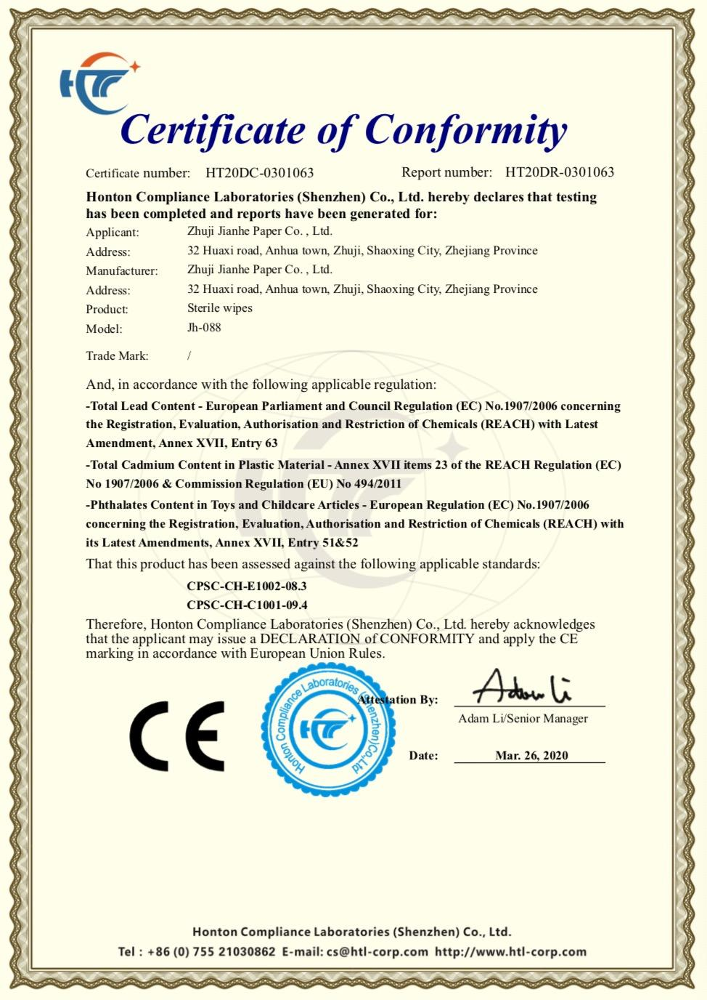 HTC
Certificate of Conformity
Certificate number: HT20DC-0301063 Report number: HT20DR-0301063
Honton Compliance Laboratories (Shenzhen) Co., Ltd. hereby declares that testing
has been completed and reports have been generated for:
Applicant: Zhuji Jianhe Paper Co. , Ltd.
Address: 32 Huaxi road, Anhua town, Zhuji, Shaoxing City, Zhejiang Province
Manufacturer: Zhuji Jianhe Paper Co. , Ltd.
Address: 32 Huaxi road, Anhua town, Zhuji, Shaoxing City, Zhejiang Province
Product: Sterile wipes
Model: Jh-088
Trade Mark: /
And, in accordance with the following applicable regulation:
-Total Lead Content - European Parliament and Council Regulation (EC) No.1907/2006 concerning
the Registration, Evaluation, Authorisation and Restriction of Chemicals (REACH) with Latest
Amendment, Annex XVII, Entry 63
-Total Cadmium Content in Plastic Material - Annex XVII items 23 of the REACH Regulation (EC)
No 1907/2006 & Commission Regulation (EU) No 494/2011
-Phthalates Content in Toys and Childcare Articles - European Regulation (EC) No.1907/2006
concerning the Registration, Evaluation, Authorisation and Restriction of Chemicals (REACH) with
its Latest Amendments, Annex XVII, Entry 51&52
That this product has been assessed against the following applicable standards:
CPSC-CH-E1002-08.3
CPSC-CH-C1001-09.4
Therefore, Honton Compliance Laboratories (Shenzhen) Co., Ltd. hereby acknowledges
that the applicant may issue a DECLARATION of CONFORMITY and apply the CE
marking in accordance with European Union Rules.
CE
Honton Compliance Laboratories (Shenzhen)Co.,Ltd
Attestation By: Adam Li
Adam Li/Senior Manager
Date: Mar. 26, 2020
Honton Compliance Laboratories (Shenzhen) Co., Ltd.
Tel : +86 (0) 755 21030862 E-mail: cs@htl-corp.com http://www.htl-corp.com